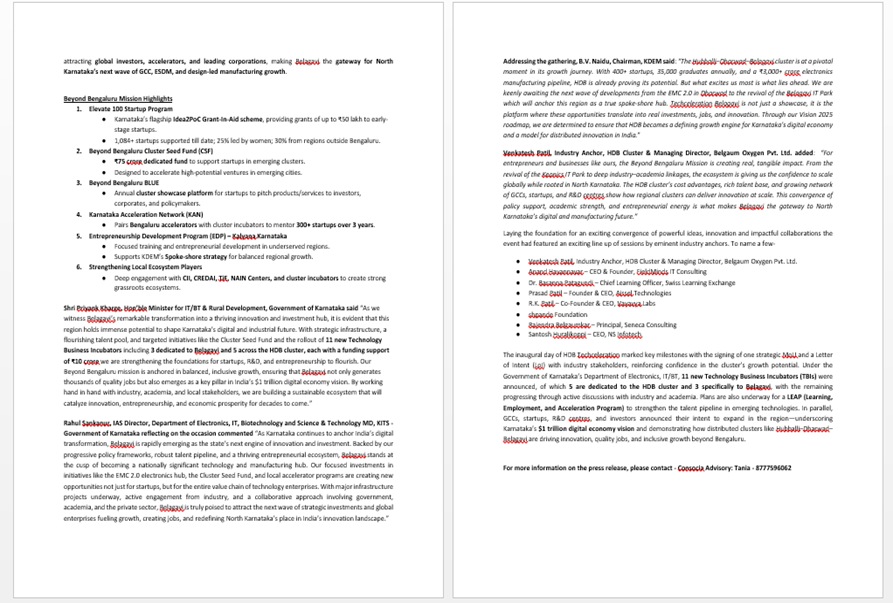 attracting global investors, accelerators, and leading corporations, making Belagavi the gateway for North
Karnataka's next wave of GCC, ESDM, and design-led manufacturing growth.
Beyond Bengaluru Mission Highlights
1. Elevate 100 Startup Program
● Karnataka's flagship Idea2PoC Grant-In-Aid scheme, providing grants of up to ₹50 lakh to early-
stage startups.
● 1,084+ startups supported till date; 25% led by women; 30% from regions outside Bengaluru.
2. Beyond Bengaluru Cluster Seed Fund (CSF)
● ₹75 crore dedicated fund to support startups in emerging clusters.
● Designed to accelerate high-potential ventures in emerging cities.
3. Beyond Bengaluru BLUE
● Annual cluster showcase platform for startups to pitch products/services to investors,
corporates, and policymakers.
4. Karnataka Acceleration Network (KAN)
● Pairs Bengaluru accelerators with cluster incubators to mentor 300+ startups over 3 years.
5. Entrepreneurship Development Program (EDP) – Kalyana Karnataka
● Focused training and entrepreneurial development in underserved regions.
● Supports KDEM's Spoke-shore strategy for balanced regional growth.
6. Strengthening Local Ecosystem Players
● Deep engagement with CII, CREDAI, TiE, NAIN Centers, and cluster incubators to create strong
grassroots ecosystems.
Shri Priyank Kharge, Hon'ble Minister for IT/BT & Rural Development, Government of Karnataka said "As we
witness Belagavi's remarkable transformation into a thriving innovation and investment hub, it is evident that this
region holds immense potential to shape Karnataka's digital and industrial future. With strategic infrastructure, a
flourishing talent pool, and targeted initiatives like the Cluster Seed Fund and the rollout of 11 new Technology
Business Incubators including 3 dedicated to Belagavi and 5 across the HDB cluster, each with a funding support
of ₹10 crore we are strengthening the foundations for startups, R&D, and entrepreneurship to flourish. Our
Beyond Bengaluru mission is anchored in balanced, inclusive growth, ensuring that Belagavi not only generates
thousands of quality jobs but also emerges as a key pillar in India's $1 trillion digital economy vision. By working
hand in hand with industry, academia, and local stakeholders, we are building a sustainable ecosystem that will
catalyze innovation, entrepreneurship, and economic prosperity for decades to come."
Rahul Sankanur, IAS Director, Department of Electronics, IT, Biotechnology and Science & Technology MD, KITS -
Government of Karnataka reflecting on the occasion commented "As Karnataka continues to anchor India's digital
transformation, Belagavi is rapidly emerging as the state's next engine of innovation and investment. Backed by our
progressive policy frameworks, robust talent pipeline, and a thriving entrepreneurial ecosystem, Belagavi stands at
the cusp of becoming a nationally significant technology and manufacturing hub. Our focused investments in
initiatives like the EMC 2.0 electronics hub, the Cluster Seed Fund, and local accelerator programs are creating new
opportunities not just for startups, but for the entire value chain of technology enterprises. With major infrastructure
projects underway, active engagement from industry, and a collaborative approach involving government,
academia, and the private sector, Belagavi is truly poised to attract the next wave of strategic investments and global
enterprises fueling growth, creating jobs, and redefining North Karnataka's place in India's innovation landscape."
Addressing the gathering, B.V. Naidu, Chairman, KDEM said: "The Hubballi–Dharwad–Belagavi cluster is at a pivotal
moment in its growth journey. With 400+ startups, 35,000 graduates annually, and a ₹3,000+ crore electronics
manufacturing pipeline, HDB is already proving its potential. But what excites us most is what lies ahead. We are
keenly awaiting the next wave of developments from the EMC 2.0 in Dharwad to the revival of the Belagavi IT Park
which will anchor this region as a true spoke-shore hub. Techceleration Belagavi is not just a showcase, it is the
platform where these opportunities translate into real investments, jobs, and innovation. Through our Vision 2025
roadmap, we are determined to ensure that HDB becomes a defining growth engine for Karnataka's digital economy
and a model for distributed innovation in India."
Venkatesh Patil, Industry Anchor, HDB Cluster & Managing Director, Belgaum Oxygen Pvt. Ltd. added: "For
entrepreneurs and businesses like ours, the Beyond Bengaluru Mission is creating real, tangible impact. From the
revival of the Keonics IT Park to deep industry–academia linkages, the ecosystem is giving us the confidence to scale
globally while rooted in North Karnataka. The HDB cluster's cost advantages, rich talent base, and growing network
of GCCs, startups, and R&D centres show how regional clusters can deliver innovation at scale. This convergence of
policy support, academic strength, and entrepreneurial energy is what makes Belagavi the gateway to North
Karnataka's digital and manufacturing future."
Laying the foundation for an exciting convergence of powerful ideas, innovation and impactful collaborations the
event had featured an exciting line up of sessions by eminent industry anchors. To name a few-
● Venkatesh Patil, Industry Anchor, HDB Cluster & Managing Director, Belgaum Oxygen Pvt. Ltd.
● Anand Havannavar – CEO & Founder, FieldMinds IT Consulting
● Dr. Basanna Patagundi – Chief Learning Officer, Swiss Learning Exchange
● Prasad Patil – Founder & CEO, Technologies
● R.K. Patil – Co-Founder & CEO, Vayavya Labs
● Foundation
● Rajendra Belgaumkar – Principal, Seneca Consulting
● Santosh Huralikoppi – CEO, NS Infotech
The inaugural day of HDB Techceleration marked key milestones with the signing of one strategic MoU and a Letter
of Intent (LoI) with industry stakeholders, reinforcing confidence in the cluster's growth potential. Under the
Government of Karnataka's Department of Electronics, IT/BT, 11 new Technology Business Incubators (TBIs) were
announced, of which 5 are dedicated to the HDB cluster and 3 specifically to Belagavi, with the remaining
progressing through active discussions with industry and academia. Plans are also underway for a LEAP (Learning,
Employment, and Acceleration Program) to strengthen the talent pipeline in emerging technologies. In parallel,
GCCs, startups, R&D centres, and investors announced their intent to expand in the region—underscoring
Karnataka's $1 trillion digital economy vision and demonstrating how distributed clusters like Hubballi–Dharwad–
Belagavi are driving innovation, quality jobs, and inclusive growth beyond Bengaluru.
For more information on the press release, please contact - Consocia Advisory: Tania - 8777596062